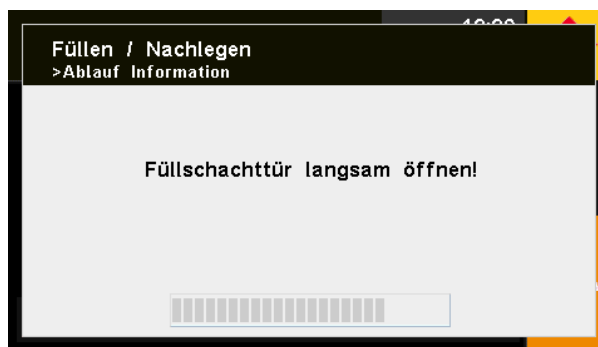 Füllen / Nachlegen
>Ablauf Information
Füllschachttür langsam öffnen!